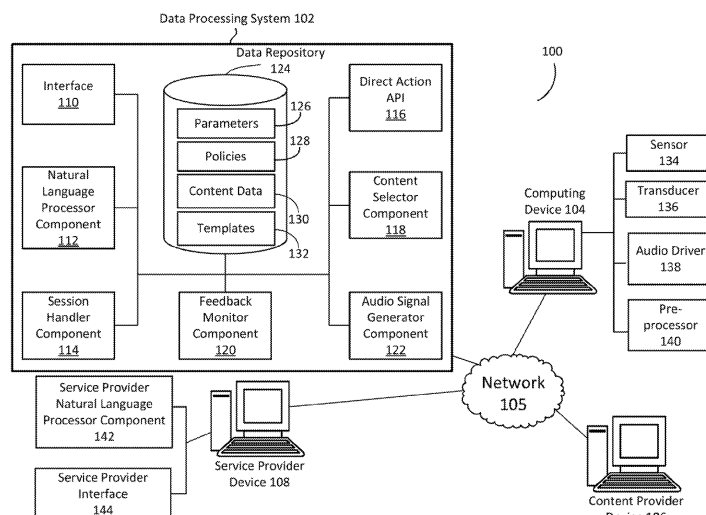 Data Processing System 102
Data Repository
124
100
Interface
110
Parameters
126
Policies
128
Content Data
130
Templates
132
Direct Action
API
116
Natural
Language
Processor
Component
112
Content
Selector
Component
118
Session
Handler
Component
114
Feedback
Monitor
Component
120
Audio Signal
Generator
Component
122
Computing
Device 104
Sensor
134
Transducer
136
Audio Driver
138
Pre-
processor
140
Network
105
Service Provider
Natural Language
Processor Component
142
Service Provider
Interface
144
Service Provider
Device 108
Content Provider